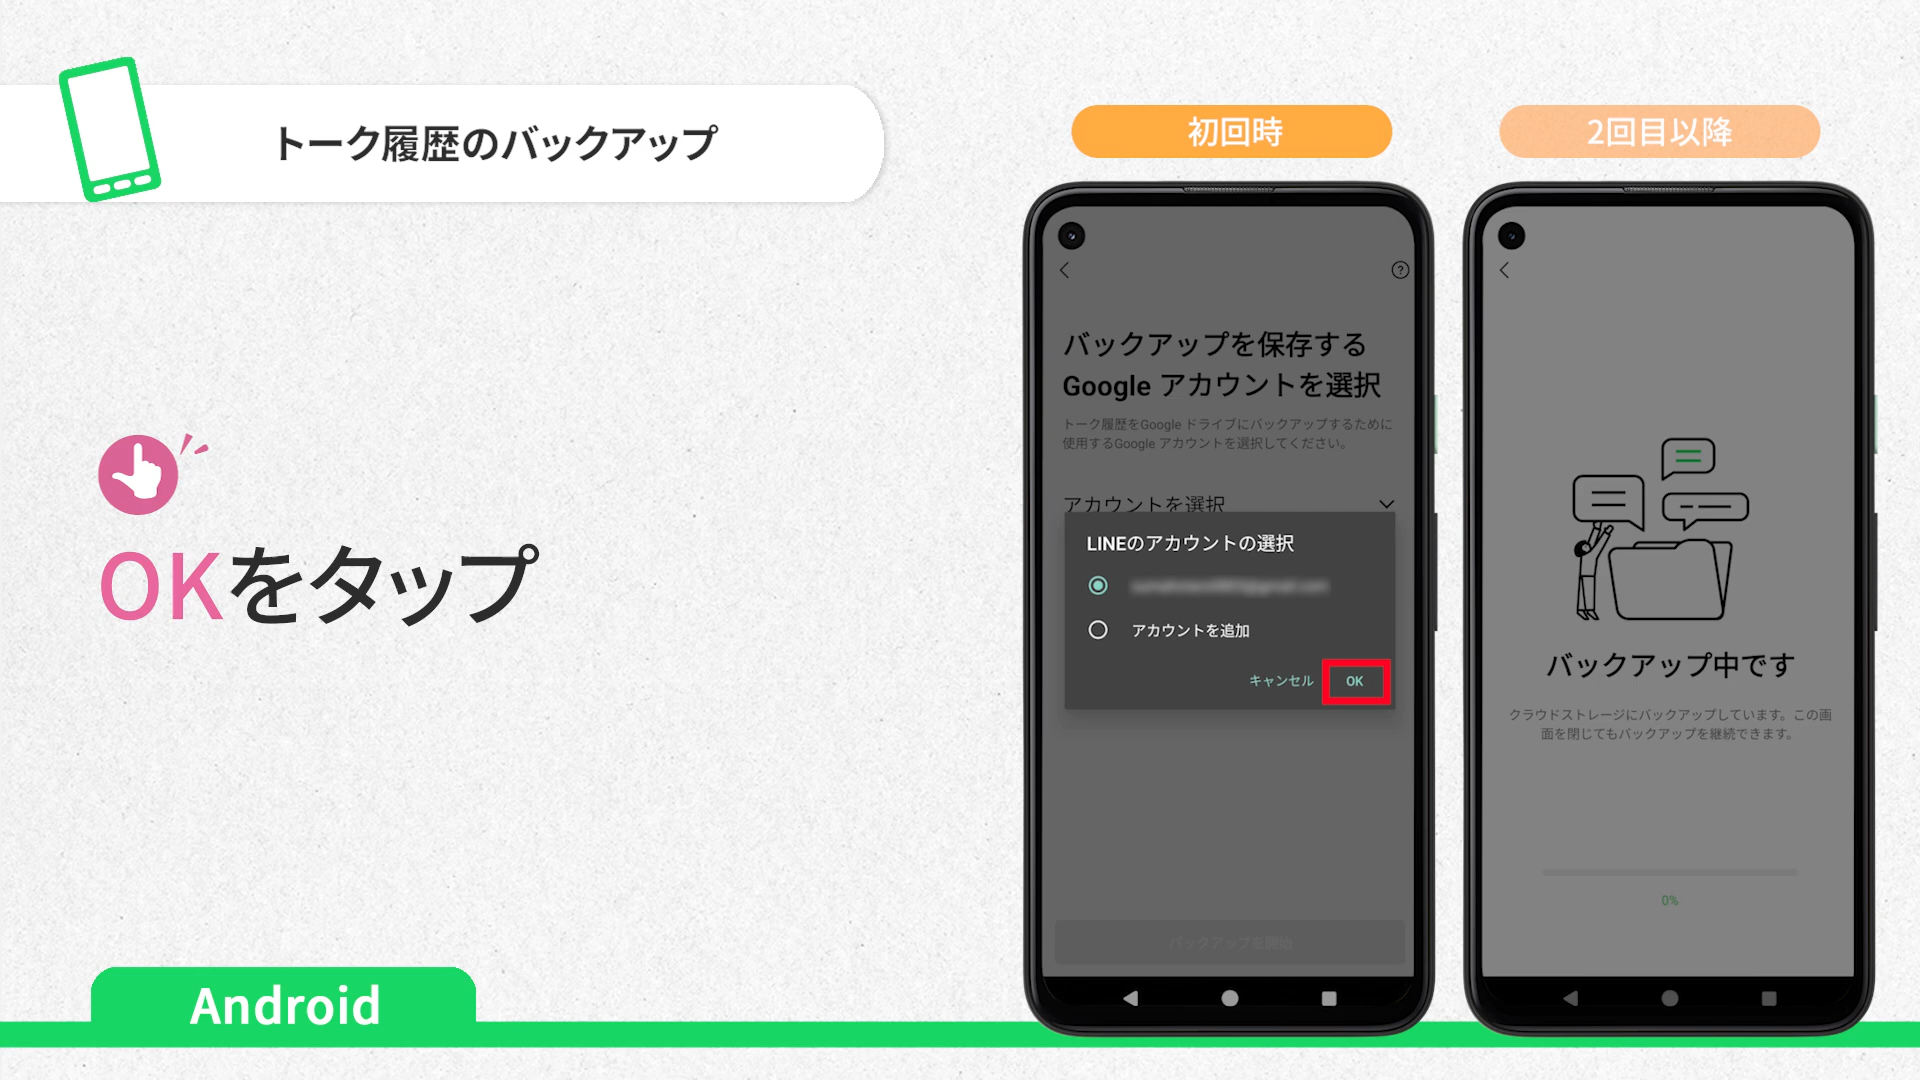 トーク履歴のバックアップ
OKをタップ
Android
初回時
バックアップを保存する
Google アカウントを選択
トーク履歴をGoogle ドライブにバックアップするために
使用するGoogle アカウントを選択してください。
アカウントを選択
LINEのアカウントの選択
アカウントを追加
キャンセル OK
バックアップを開始
2回目以降
バックアップ中です
クラウドストレージにバックアップしています。この画
面を閉じてもバックアップを継続できます。
0%